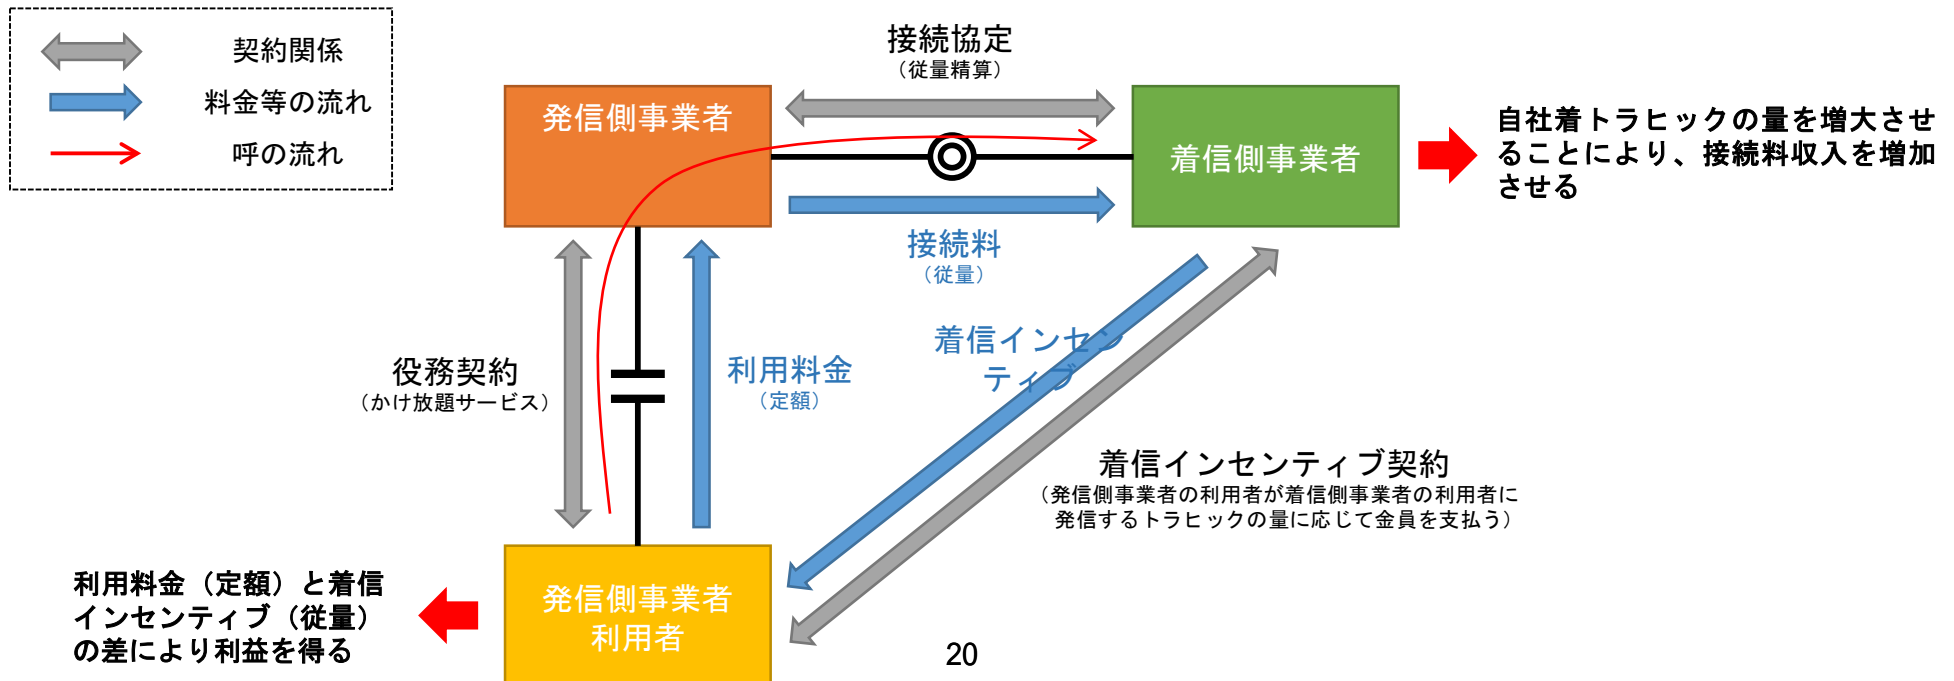 契約関係
料金等の流れ
呼の流れ
接続協定
（従量精算）
発信側事業者
着信側事業者
自社着トラヒックの量を増大させ
ることにより、接続料収入を増加
させる
接続料
（従量）
着信インセン
ティブ
役務契約
（かけ放題サービス）
利用料金
（定額）
着信インセンティブ契約
（発信側事業者の利用者が着信側事業者の利用者に
発信するトラヒックの量に応じて金員を支払う）
利用料金（定額）と着信
インセンティブ（従量）
の差により利益を得る
発信側事業者
利用者
20